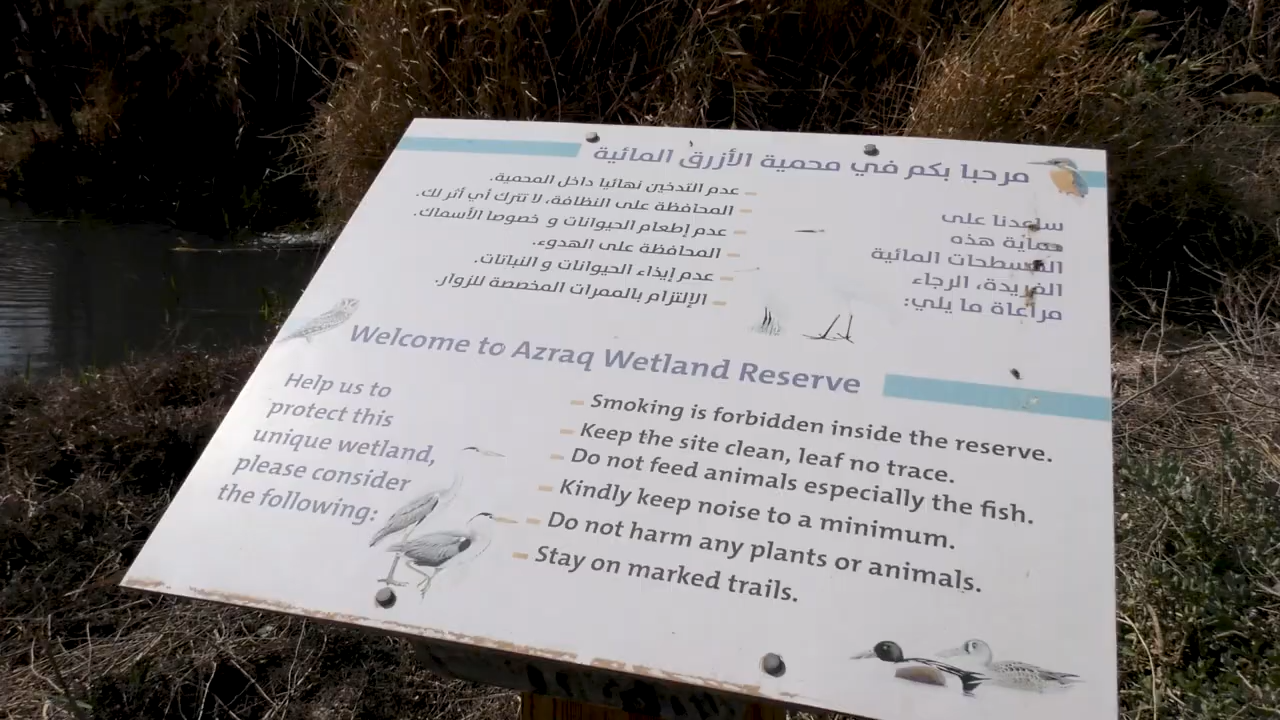 مرحبا بكم في محمية الأزرق المائية
ساعدنا على
حماية هذه
المسطحات المائية
الفريدة، الرجاء
مراعاة ما يلي:
– عدم التدخين نهائيا داخل المحمية.
– المحافظة على النظافة، لا تترك أي أثر لك.
– عدم إطعام الحيوانات و خصوصا الأسماك.
– المحافظة على الهدوء.
– عدم إيذاء الحيوانات و النباتات.
– الإلتزام بالممرات المخصصة للزوار.
Welcome to Azraq Wetland Reserve
Help us to
protect this
unique wetland,
please consider
the following:
– Smoking is forbidden inside the reserve.
– Keep the site clean, leaf no trace.
– Do not feed animals especially the fish.
– Kindly keep noise to a minimum.
– Do not harm any plants or animals.
– Stay on marked trails.